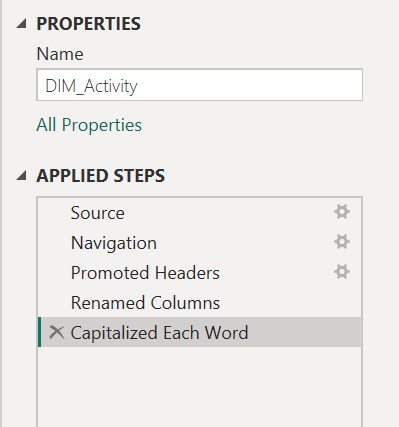 PROPERTIES
Name
DIM_Activity
All Properties
APPLIED STEPS
Source
Navigation
Promoted Headers
Renamed Columns
Capitalized Each Word